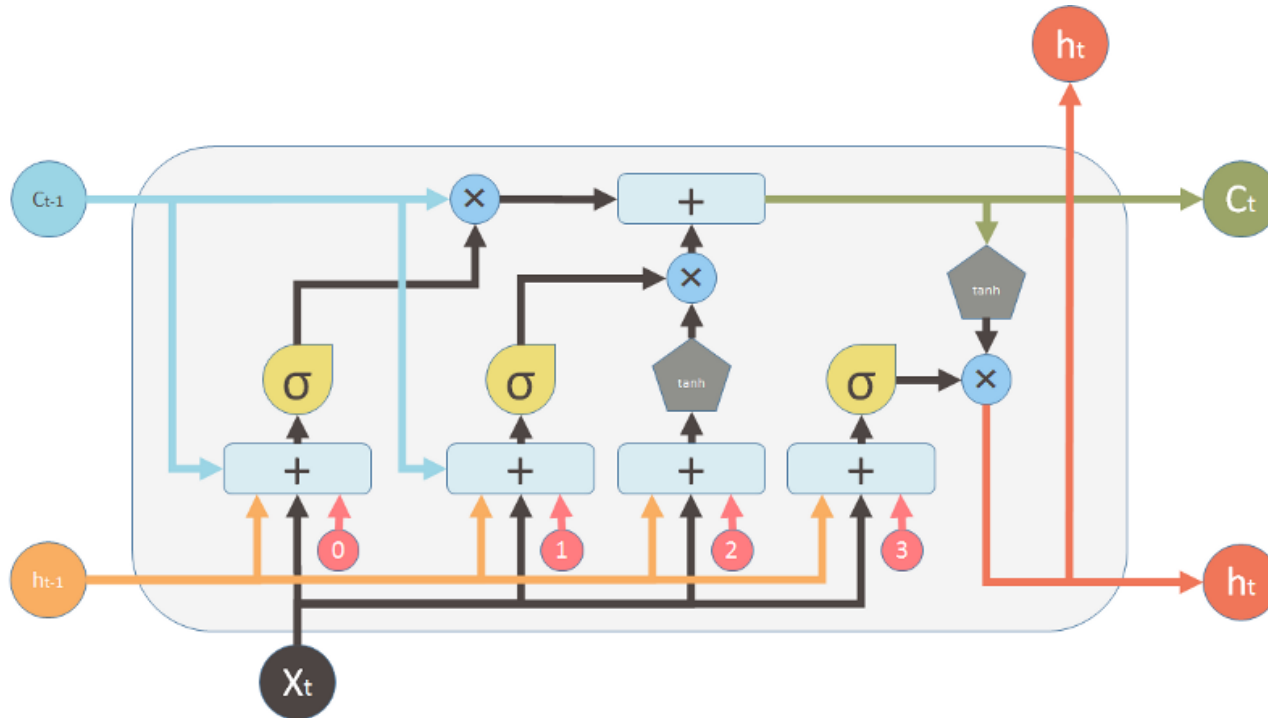 ht
Ct-1
×
+
Ct
×
tanh
σ
σ
tanh
σ
×
+
+
+
+
0
1
2
3
ht-1
ht
Xt